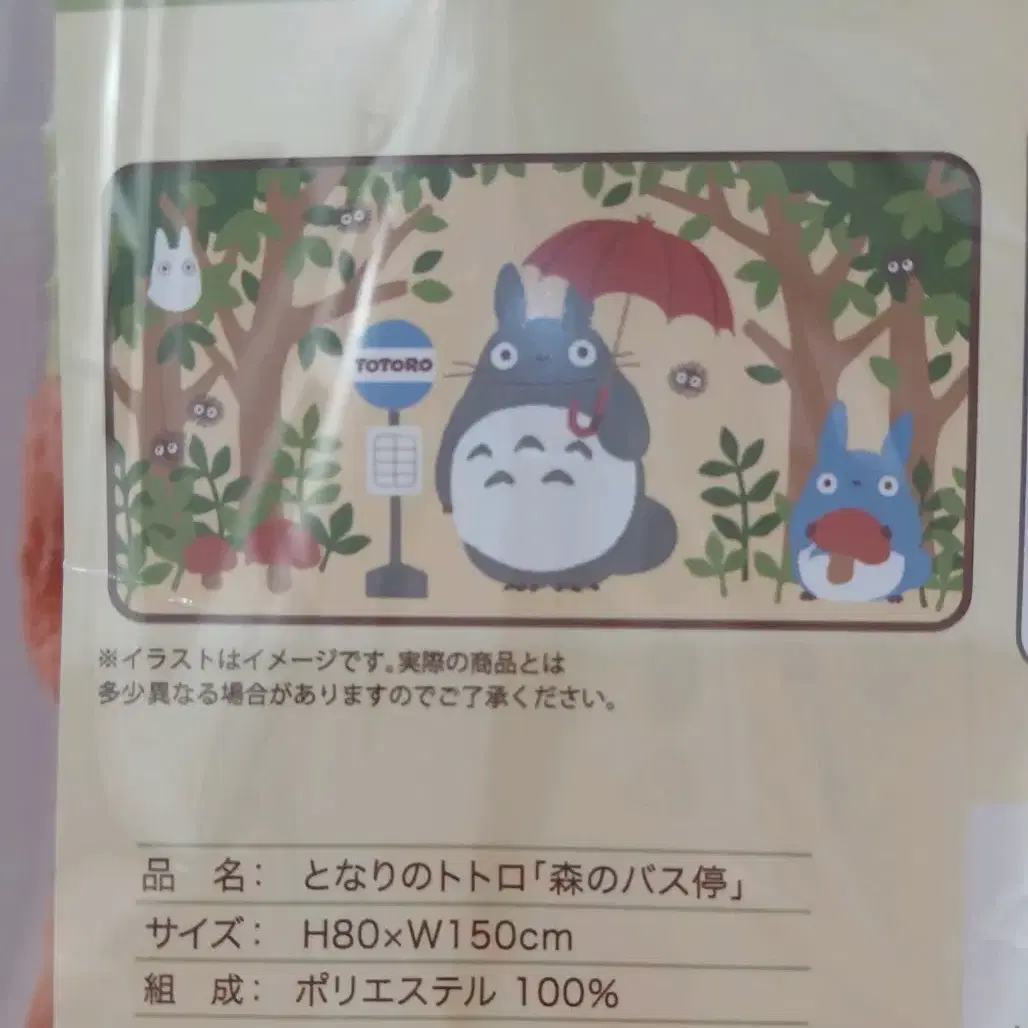 TOTORO
※イラストはイメージです。実際の商品とは
多少異なる場合がありますのでご了承ください。
品 名： となりのトトロ「森のバス停」
サイズ： H80×W150cm
組 成： ポリエステル 100%